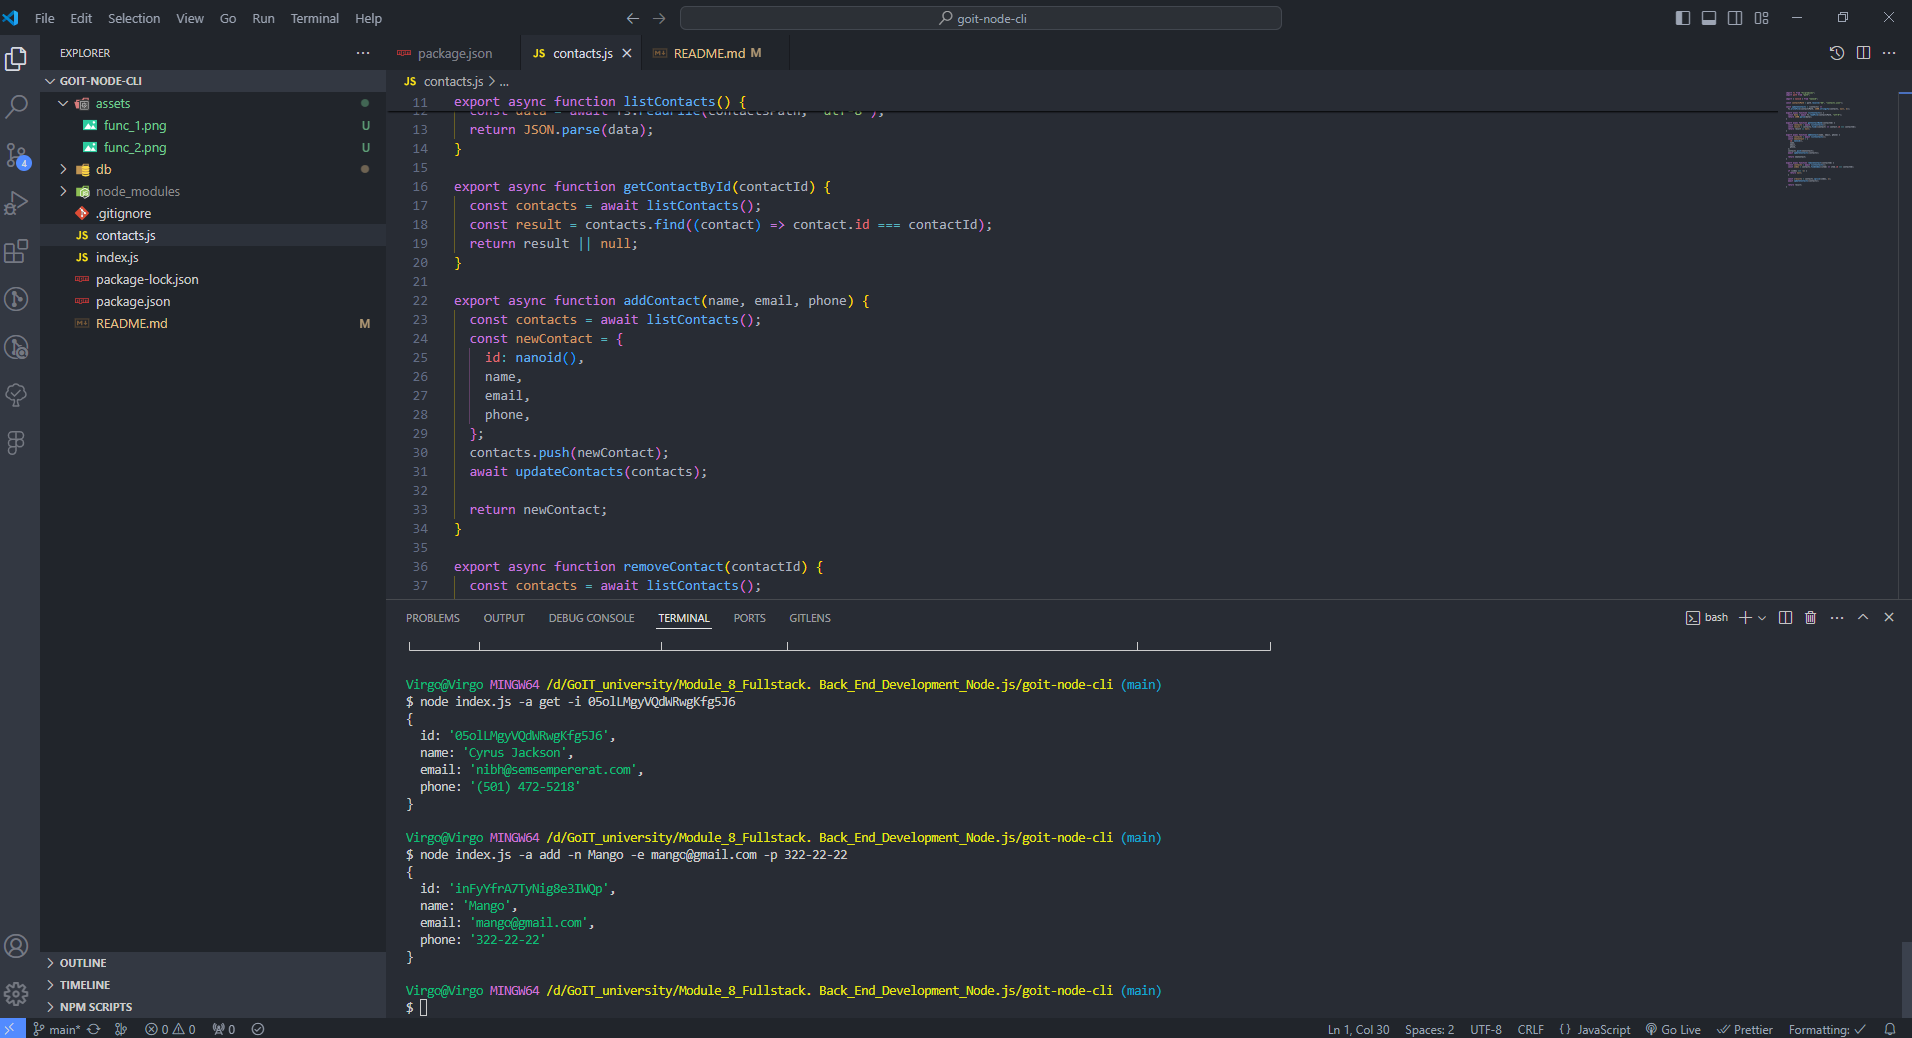 File Edit Selection View Go Run Terminal Help
goit-node-cli
EXPLORER
GOIT-NODE-CLI
assets
func_1.png U
func_2.png U
db
node_modules
.gitignore
JS contacts.js
JS index.js
package-lock.json
package.json
README.md M
OUTLINE
TIMELINE
NPM SCRIPTS
4
package.json JS contacts.js README.md M
JS contacts.js > ...
11 export async function listContacts() {
12 const data = await fs.readFile(contactsPath, "utf-8");
13 return JSON.parse(data);
14 }
15
16 export async function getContactById(contactId) {
17 const contacts = await listContacts();
18 const result = contacts.find((contact) => contact.id === contactId);
19 return result || null;
20 }
21
22 export async function addContact(name, email, phone) {
23 const contacts = await listContacts();
24 const newContact = {
25 id: nanoid(),
26 name,
27 email,
28 phone,
29 };
30 contacts.push(newContact);
31 await updateContacts(contacts);
32
33 return newContact;
34 }
35
36 export async function removeContact(contactId) {
37 const contacts = await listContacts();
PROBLEMS OUTPUT DEBUG CONSOLE TERMINAL PORTS GITLENS
bash
Virgo@Virgo MINGW64 /d/GoIT_university/Module_8_Fullstack. Back_End_Development_Node.js/goit-node-cli (main)
$ node index.js -a get -i 05olLMgyVQdWRwgKfg5J6
{
id: '05olLMgyVQdWRwgKfg5J6',
name: 'Cyrus Jackson',
email: 'nibh@semsempererat.com',
phone: '(501) 472-5218'
}
Virgo@Virgo MINGW64 /d/GoIT_university/Module_8_Fullstack. Back_End_Development_Node.js/goit-node-cli (main)
$ node index.js -a add -n Mango -e mango@gmail.com -p 322-22-22
{
id: 'inFyYfrA7TyNig8e3IWQp',
name: 'Mango',
email: 'mango@gmail.com',
phone: '322-22-22'
}
Virgo@Virgo MINGW64 /d/GoIT_university/Module_8_Fullstack. Back_End_Development_Node.js/goit-node-cli (main)
$
main* 0 0 0
Ln 1, Col 30 Spaces: 2 UTF-8 CRLF {} JavaScript Go Live Prettier Formatting: